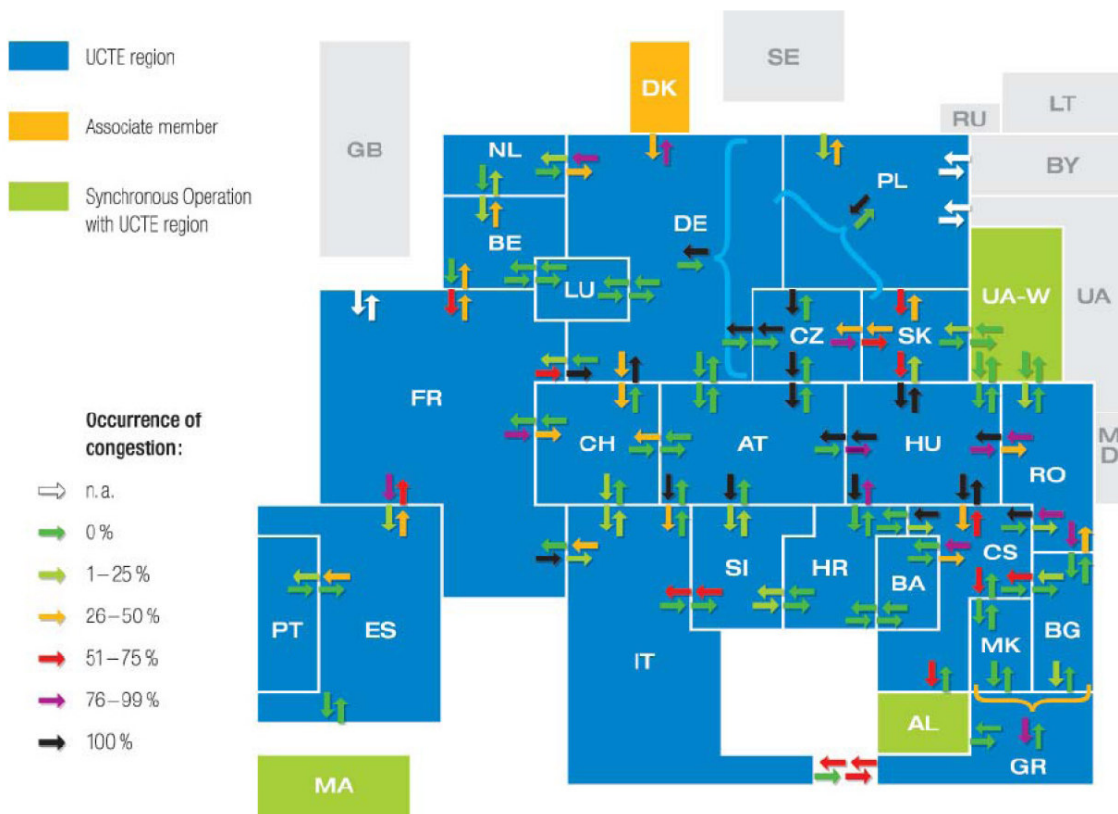 UCTE region
Associate member
Synchronous Operation
with UCTE region
SE
DK
LT
RU
GB
NL
PL
BY
DE
BE
LU
UA-W
UA
CZ
SK
FR
Occurrence of
congestion:
CH
AT
HU
M
D
RO
n. a.
0 %
1–25 %
26–50 %
51–75 %
76–99 %
100 %
CS
SI
HR
BA
PT
ES
IT
MK
BG
AL
GR
MA